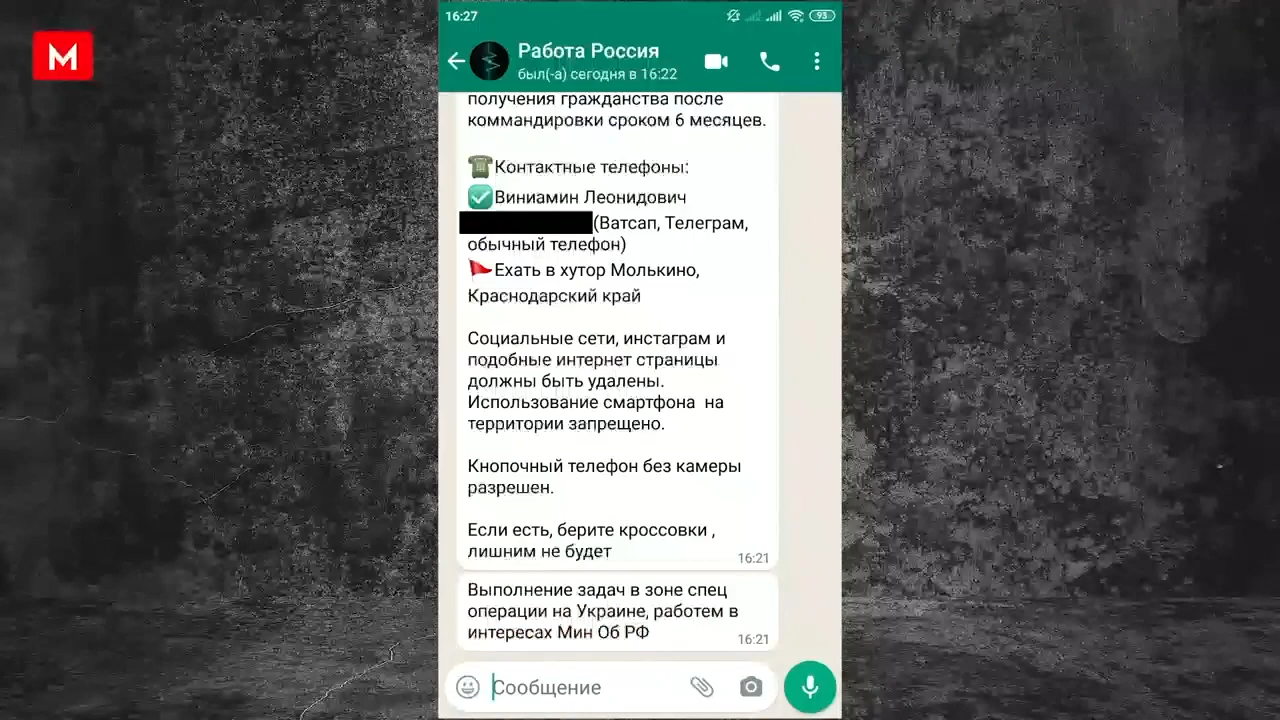 16:27
93
M
Работа Россия
был(-а) сегодня в 16:22
получения гражданства после
коммандировки сроком 6 месяцев.
Контактные телефоны:
Виниамин Леонидович
(Ватсап, Телеграм,
обычный телефон)
Ехать в хутор Молькино,
Краснодарский край
Социальные сети, инстаграм и
подобные интернет страницы
должны быть удалены.
Использование смартфона на
территории запрещено.
Кнопочный телефон без камеры
разрешен.
Если есть, берите кроссовки ,
лишним не будет
16:21
Выполнение задач в зоне спец
операции на Украине, работем в
интересах Мин Об РФ
16:21
Сообщение